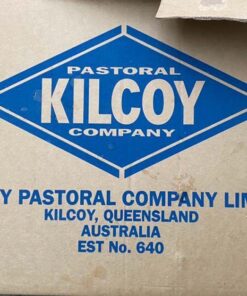 PASTORAL
KILCOY
COMPANY
Y PASTORAL COMPANY LIM
KILCOY, QUEENSLAND
AUSTRALIA
EST No. 640